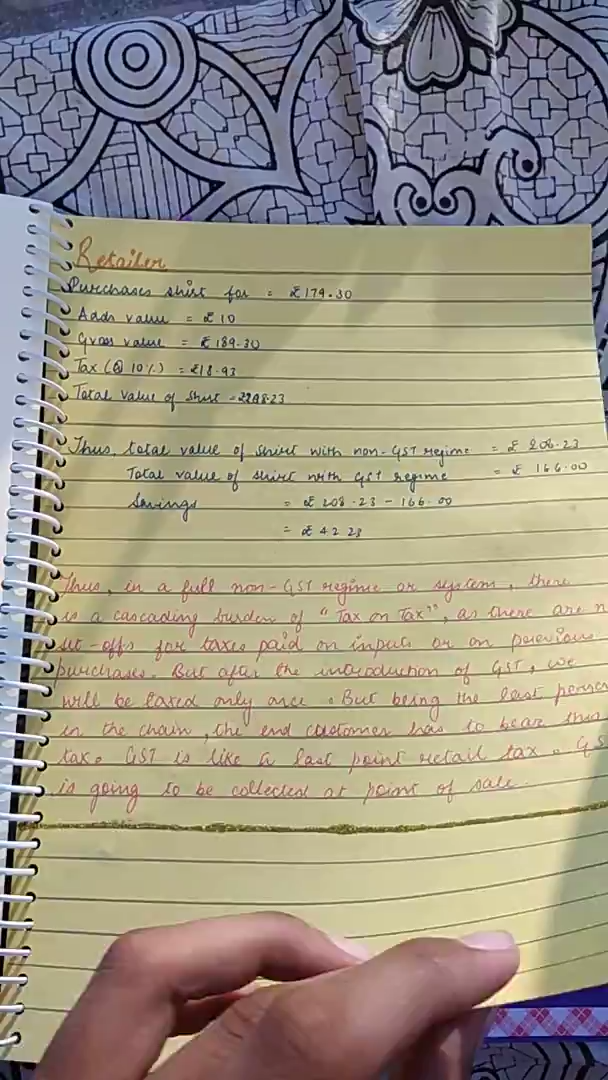 Retailer
Purchases shirt for = ₹179.30
Adds value = ₹10
Gross value = ₹189.30
Tax (@ 10%) = ₹18.93
Total value of shirt =
Thus, total value of shirt with non-GST regime = ₹ 208.23
Total value of shirt with GST regime = ₹ 166.00
Savings = ₹ 208.23 - 166.00
= ₹ 42.23
Thus, in a full non-GST regime or system, there
is a cascading burden of "Tax on Tax", as there are
set-offs for taxes paid on inputs or on previous
purchases. But after the introduction of GST, we
will be taxed only once. But being the last person
in the chain, the end customer has to bear this
tax. GST is like a last point retail tax. GS
is going to be collected at point of sale.